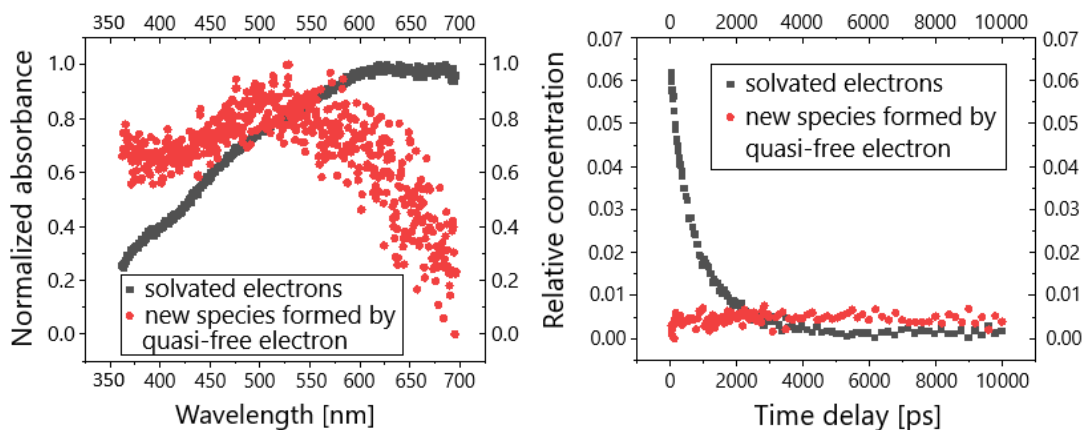 350 400 450 500 550 600 650 700
Normalized absorbance
1.0 1.0
0.8 0.8
0.6 0.6
0.4 0.4
0.2 0.2
0.0 0.0
solvated electrons
new species formed by
quasi-free electron
350 400 450 500 550 600 650 700
Wavelength [nm]
0 2000 4000 6000 8000 10000
Relative concentration
0.07 0.07
0.06 0.06
0.05 0.05
0.04 0.04
0.03 0.03
0.02 0.02
0.01 0.01
0.00 0.00
solvated electrons
new species formed by
quasi-free electron
0 2000 4000 6000 8000 10000
Time delay [ps]